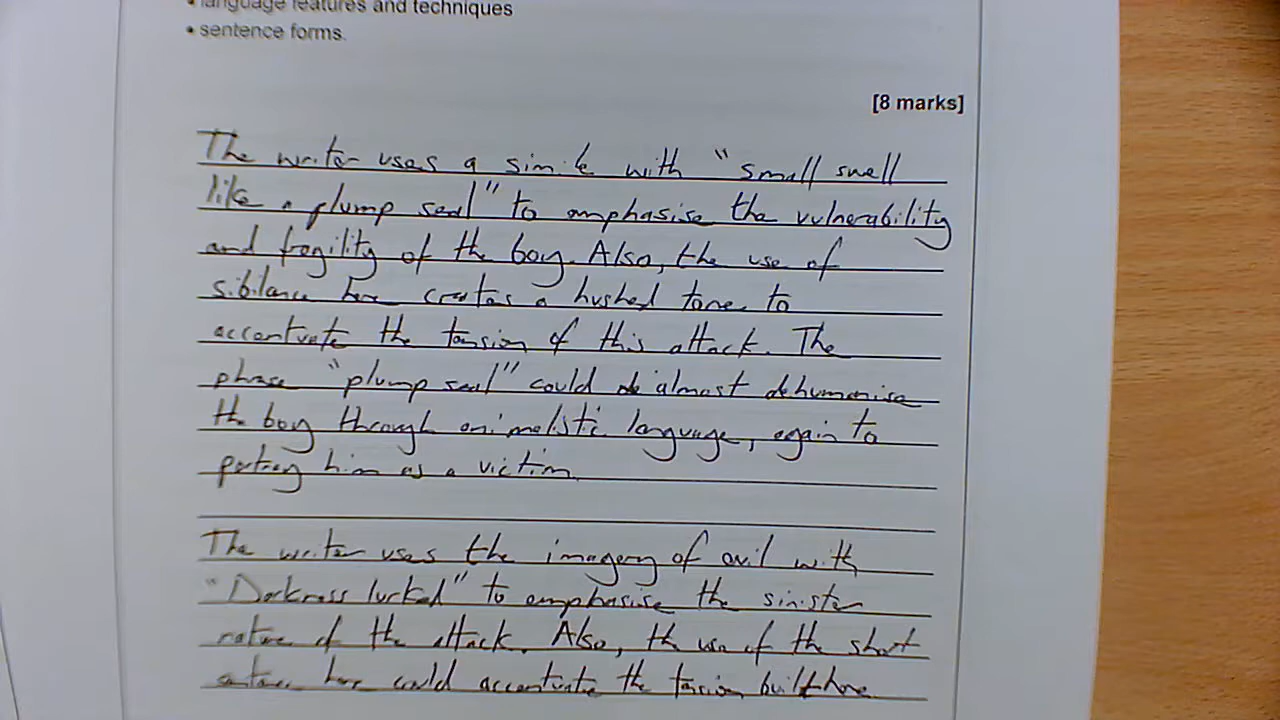 • language features and techniques
• sentence forms.
[8 marks]
The writer uses a simile with "small swell
like a plump seal" to emphasise the vulnerability
and fragility of the boy. Also, the use of
sibilance here creates a hushed tone to
accentuate the tension of this attack. The
phrase "plump seal" could almost dehumanise
the boy through animalistic language, again to
portray him as a victim.
The writer uses the imagery of evil with
"Darkness lurked" to emphasise the sinister
nature of the attack. Also, the use of the short
sentence here could accentuate the tension built here